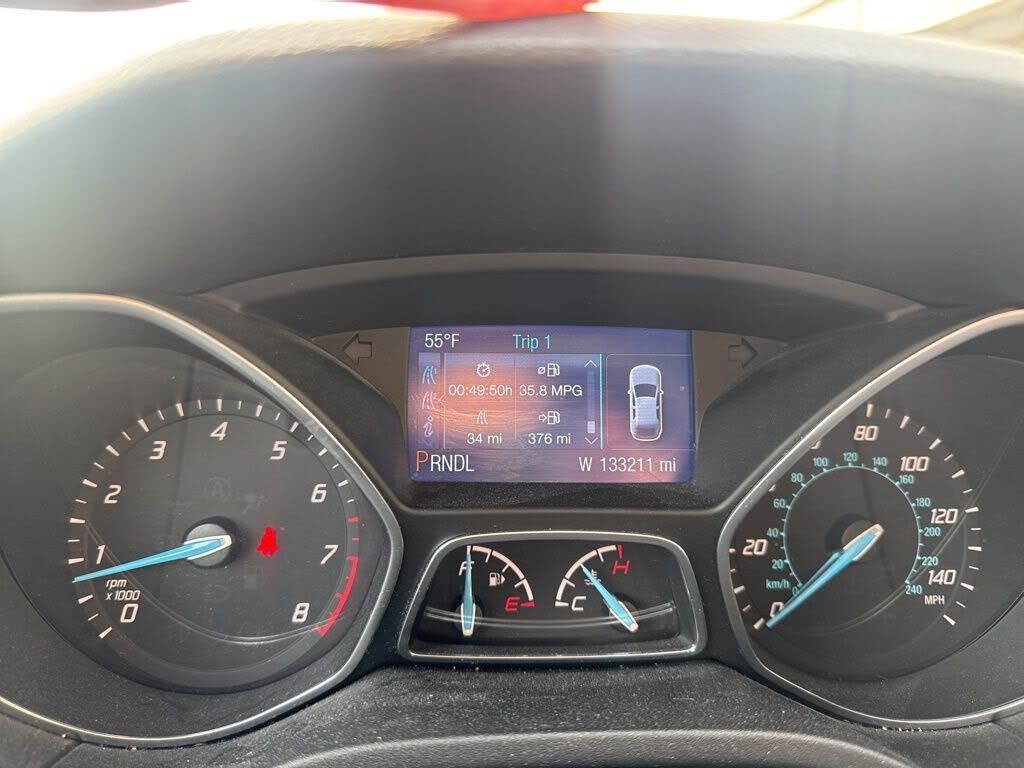 55°F Trip 1
00:49:50h 35.8 MPG
34 mi 376 mi
PRNDL W 133211 mi
0 1 2 3 4 5 6 7 8
rpm
x 1000
F E
C H
0 20 80 100 120 140
MPH
0 20 40 60 80 100 120 140 160 180 200 220 240
km/h